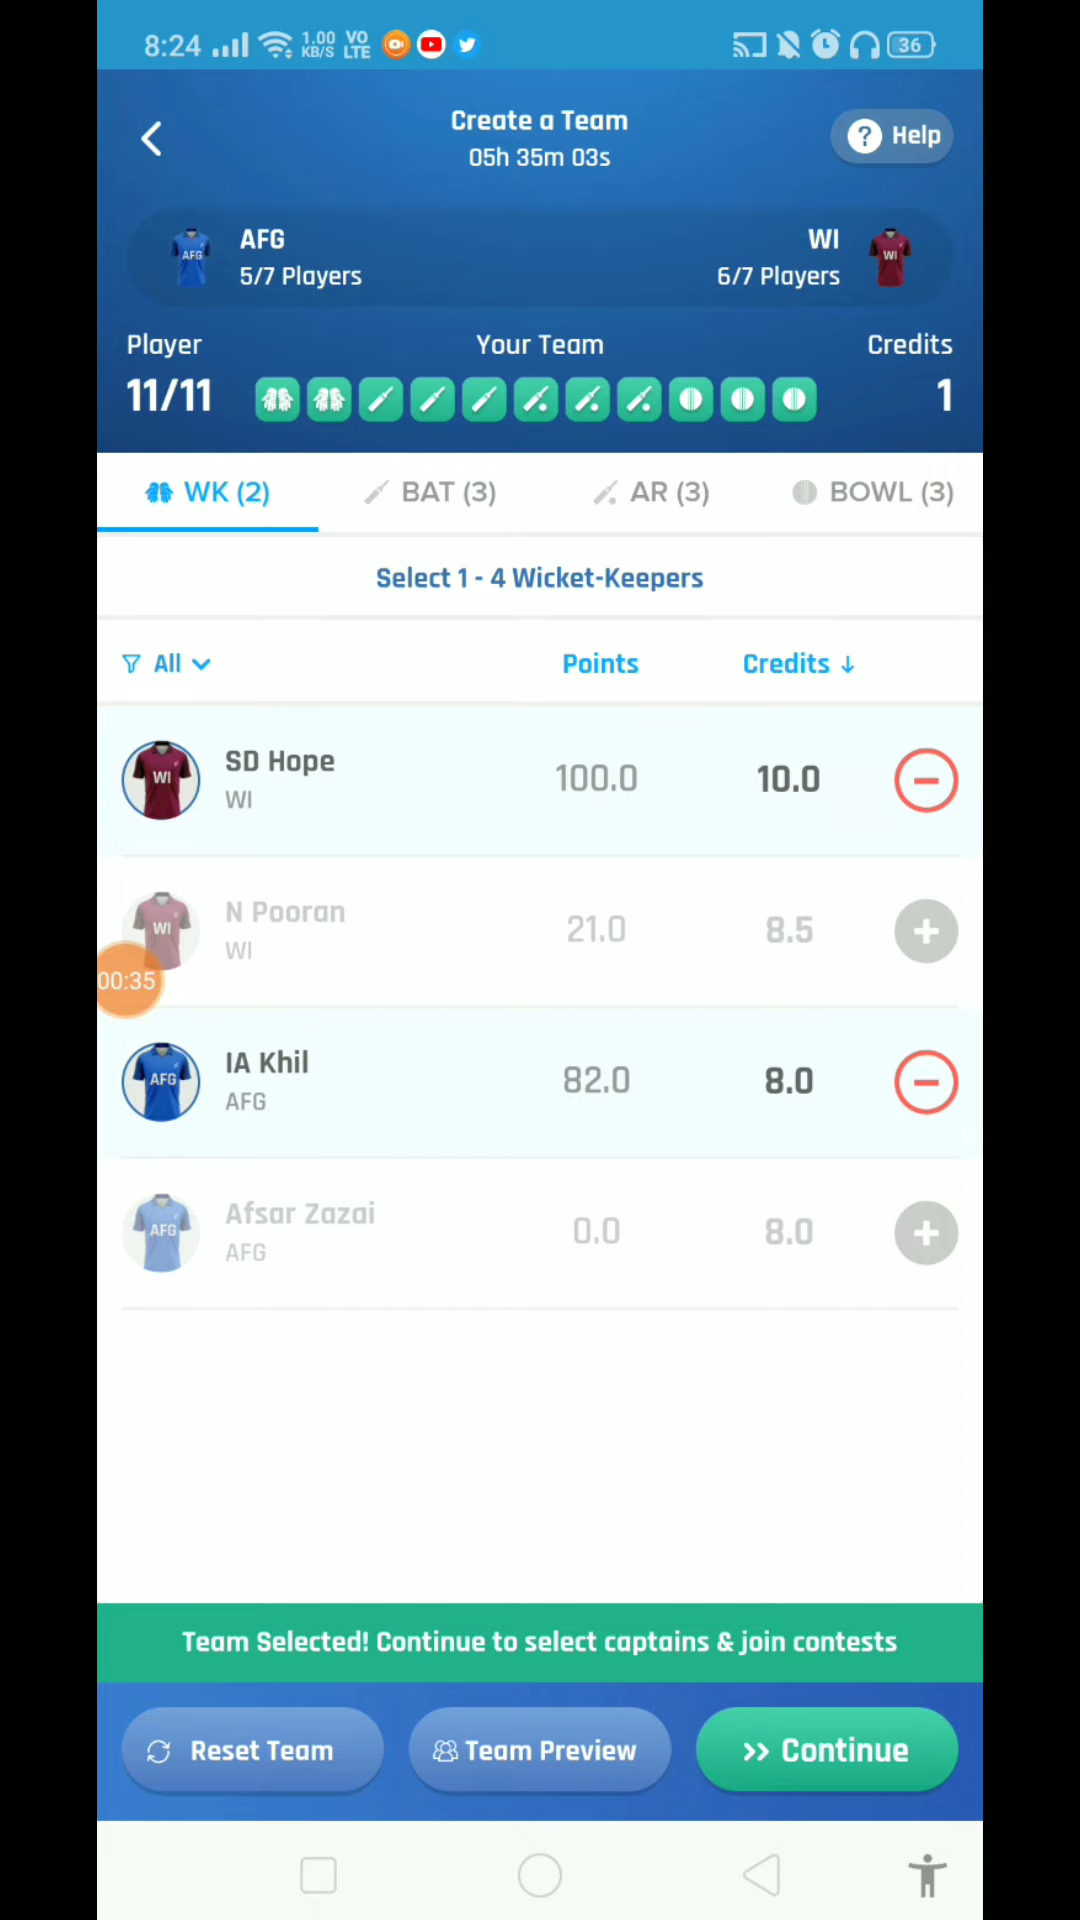 8:24 1.00 KB/S VO LTE 36
Create a Team
05h 35m 03s
? Help
AFG AFG WI WI
5/7 Players 6/7 Players
Player Your Team Credits
11/11 1
WK (2) BAT (3) AR (3) BOWL (3)
Select 1 - 4 Wicket-Keepers
All Points Credits ↓
WI SD Hope 100.0 10.0
WI
WI N Pooran 21.0 8.5
WI
00:35
AFG IA Khil 82.0 8.0
AFG
AFG Afsar Zazai 0.0 8.0
AFG
Team Selected! Continue to select captains & join contests
Reset Team Team Preview >> Continue